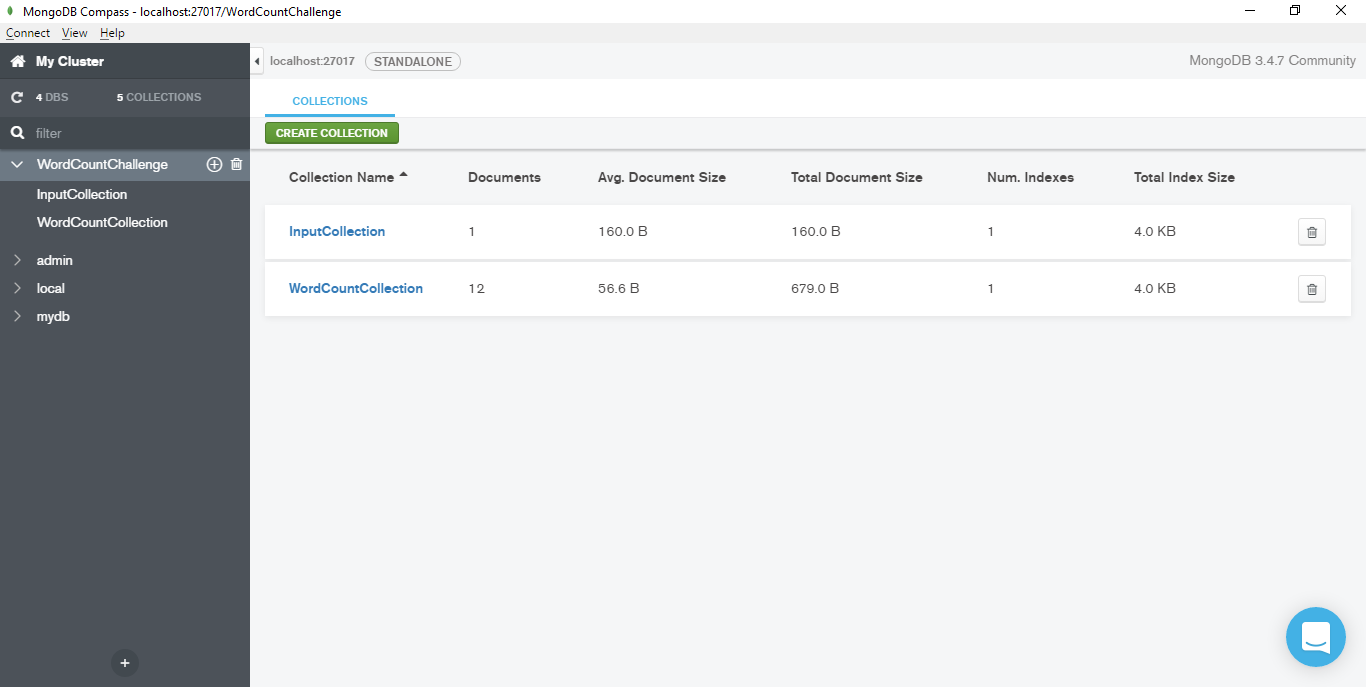 MongoDB Compass - localhost:27017/WordCountChallenge
Connect View Help
My Cluster
4 DBS 5 COLLECTIONS
filter
WordCountChallenge
InputCollection
WordCountCollection
admin
local
mydb
+
localhost:27017 STANDALONE MongoDB 3.4.7 Community
COLLECTIONS
CREATE COLLECTION
Collection Name Documents Avg. Document Size Total Document Size Num. Indexes Total Index Size
InputCollection 1 160.0 B 160.0 B 1 4.0 KB
WordCountCollection 12 56.6 B 679.0 B 1 4.0 KB